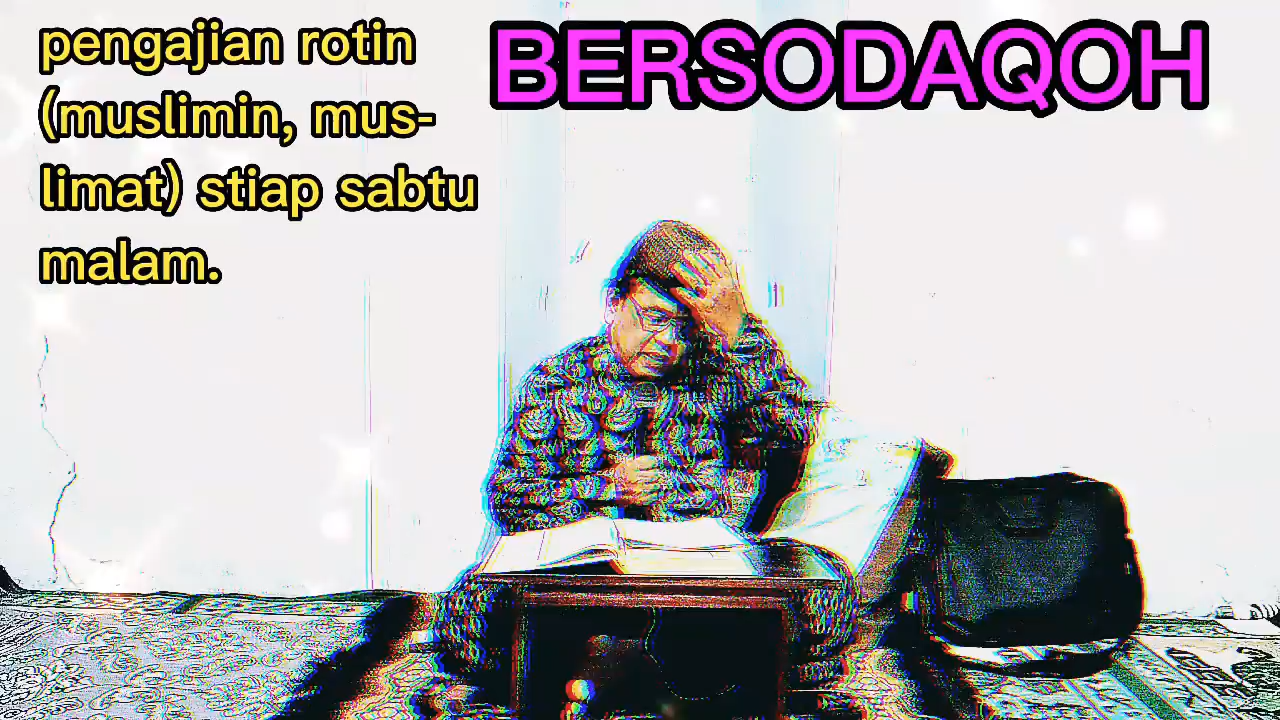 pengajian rotin
(muslimin, mus-
limat) stiap sabtu
malam.
BERSODAQOH